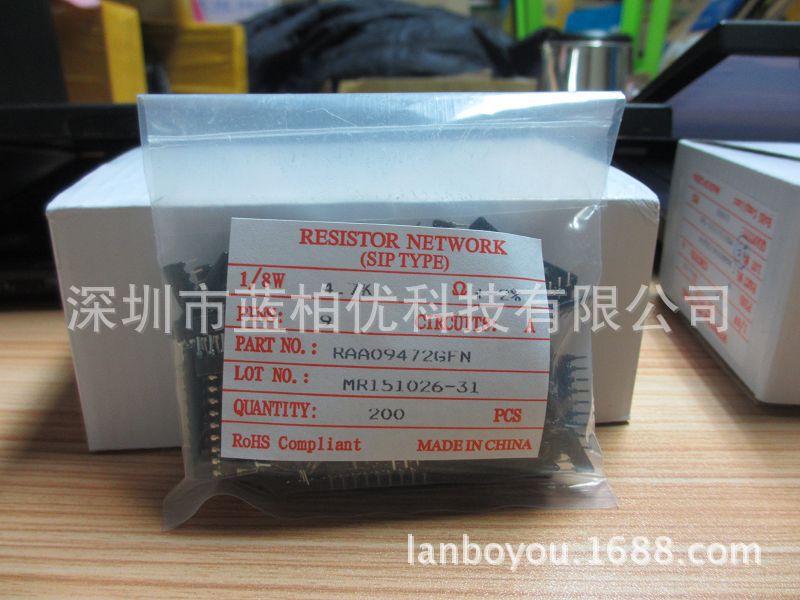 RESISTOR NETWORK
(SIP TYPE)
1/8W 4.7K Ω +-2%
深圳市蓝柏优科技有限公司
PINS: 9 CIRCUITS: A
PART NO.: RAA09472GFN
LOT NO.: MR151026-31
QUANTITY: 200 PCS
RoHS Compliant MADE IN CHINA
lanboyou.1688.com